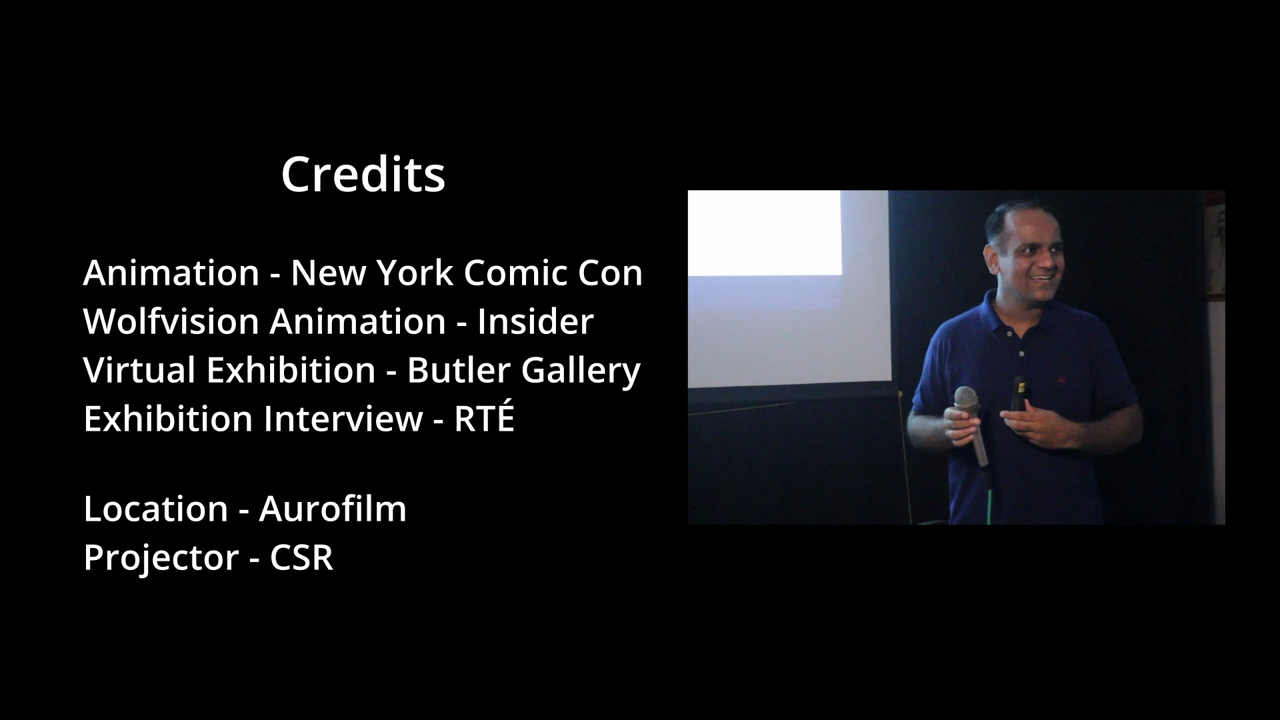 Credits
Animation - New York Comic Con
Wolfvision Animation - Insider
Virtual Exhibition - Butler Gallery
Exhibition Interview - RTÉ
Location - Aurofilm
Projector - CSR